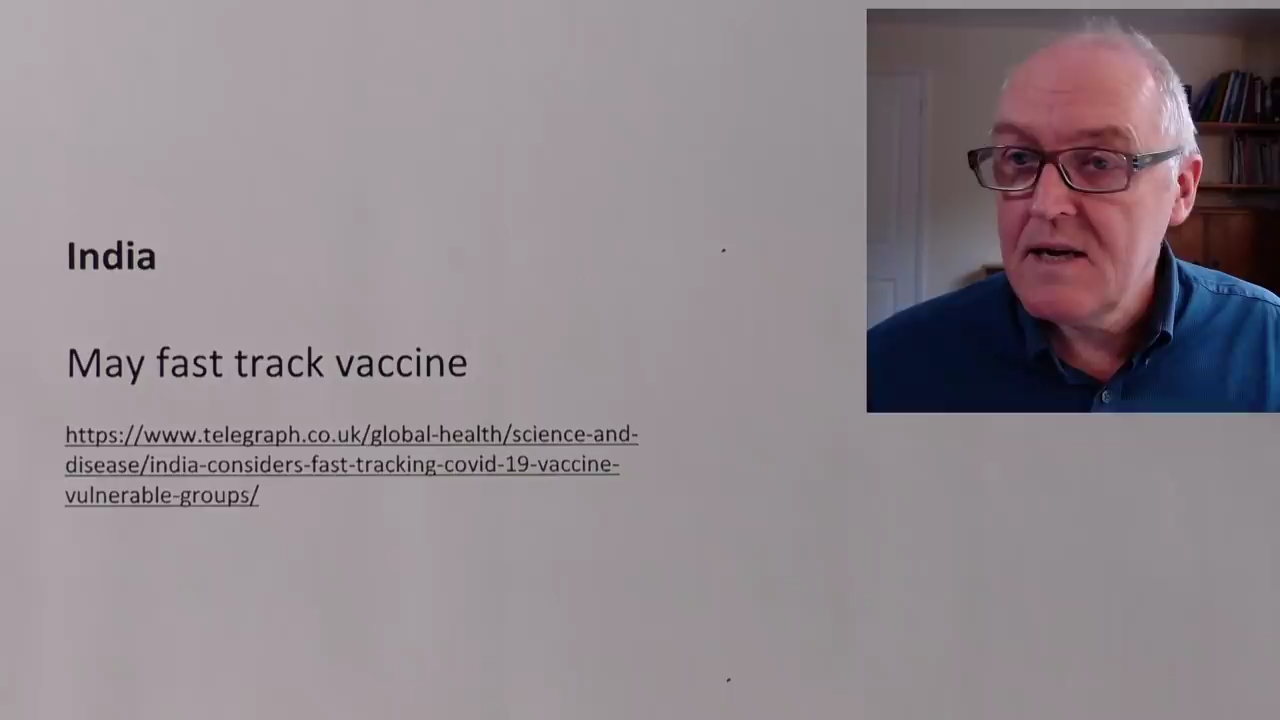 India
May fast track vaccine
https://www.telegraph.co.uk/global-health/science-and-
disease/india-considers-fast-tracking-covid-19-vaccine-
vulnerable-groups/